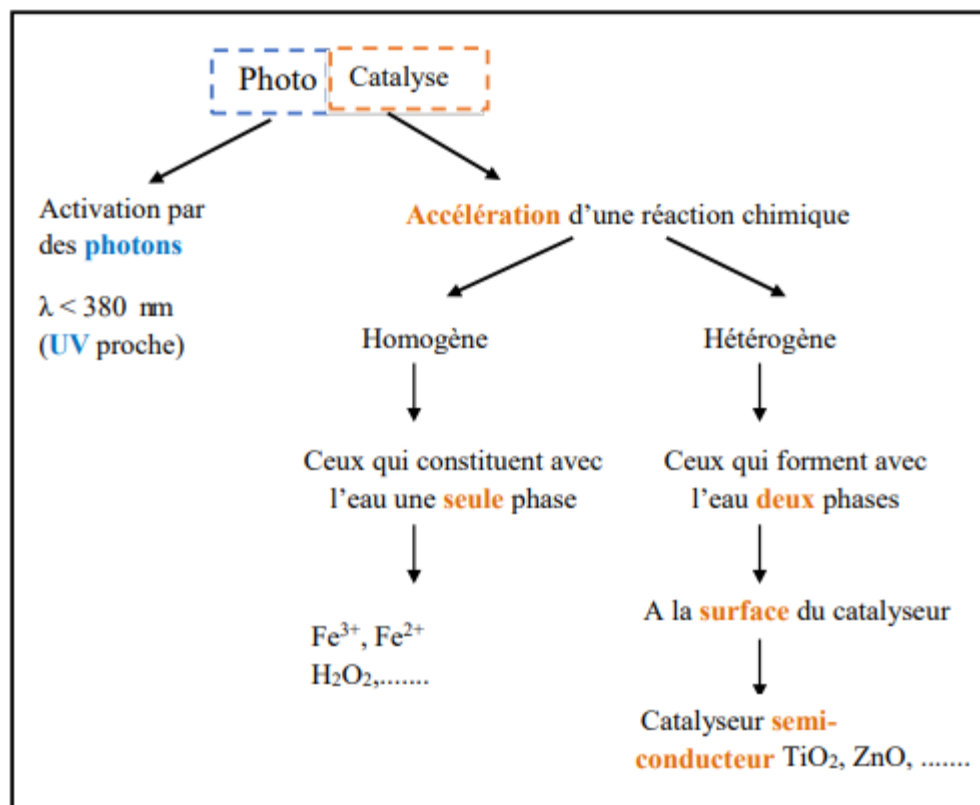 Photo Catalyse
Activation par
des photons
λ < 380 nm
(UV proche)
Accélération d’une réaction chimique
Homogène
Hétérogène
Ceux qui constituent avec
l’eau une seule phase
Ceux qui forment avec
l’eau deux phases
Fe³⁺, Fe²⁺
H₂O₂,.......
A la surface du catalyseur
Catalyseur semi-
conducteur TiO₂, ZnO, .......